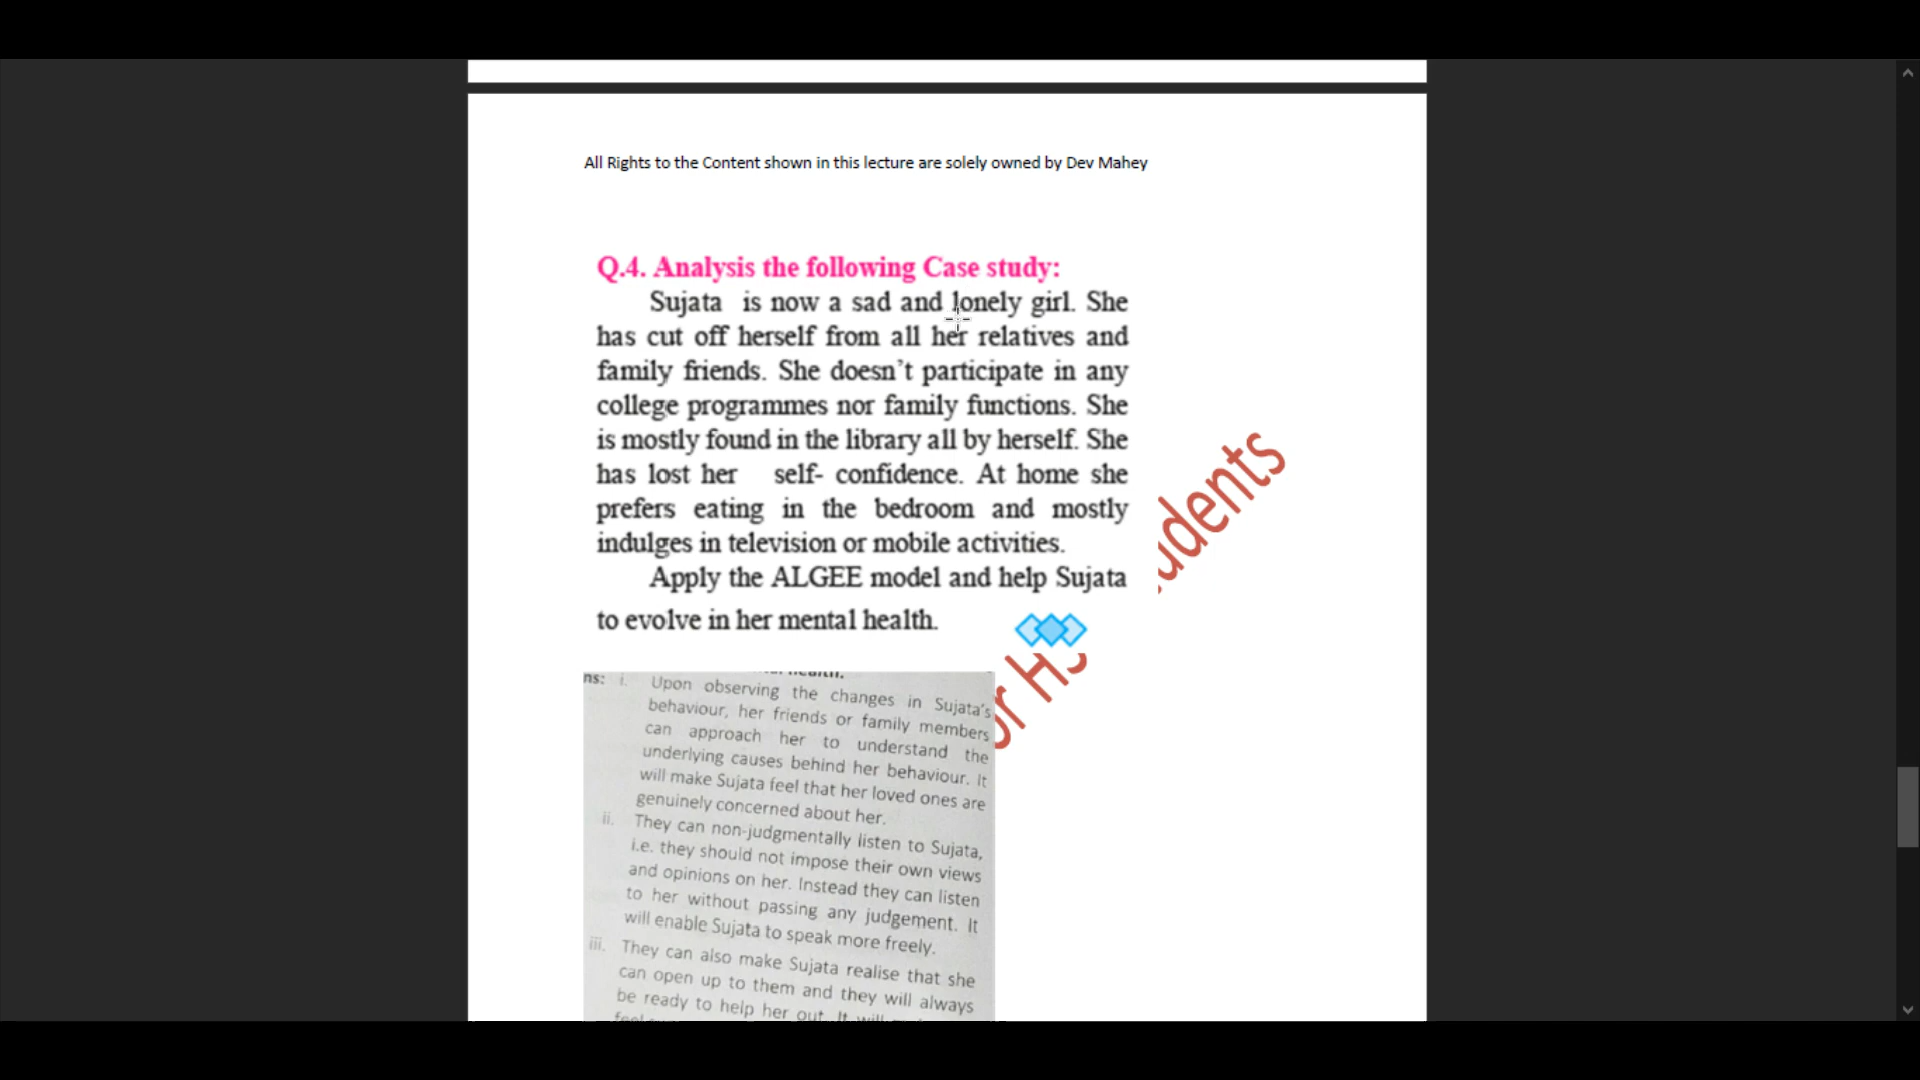 All Rights to the Content shown in this lecture are solely owned by Dev Mahey
Q.4. Analysis the following Case study:
Sujata is now a sad and lonely girl. She
has cut off herself from all her relatives and
family friends. She doesn't participate in any
college programmes nor family functions. She
is mostly found in the library all by herself. She
has lost her self- confidence. At home she
prefers eating in the bedroom and mostly
indulges in television or mobile activities.
Apply the ALGEE model and help Sujata
to evolve in her mental health.
ns: i. Upon observing the changes in Sujata's
behaviour, her friends or family members
can approach her to understand the
underlying causes behind her behaviour. It
will make Sujata feel that her loved ones are
genuinely concerned about her.
ii. They can non-judgmentally listen to Sujata,
i.e. they should not impose their own views
and opinions on her. Instead they can listen
to her without passing any judgement. It
will enable Sujata to speak more freely.
iii. They can also make Sujata realise that she
can open up to them and they will always
be ready to help her out. It will